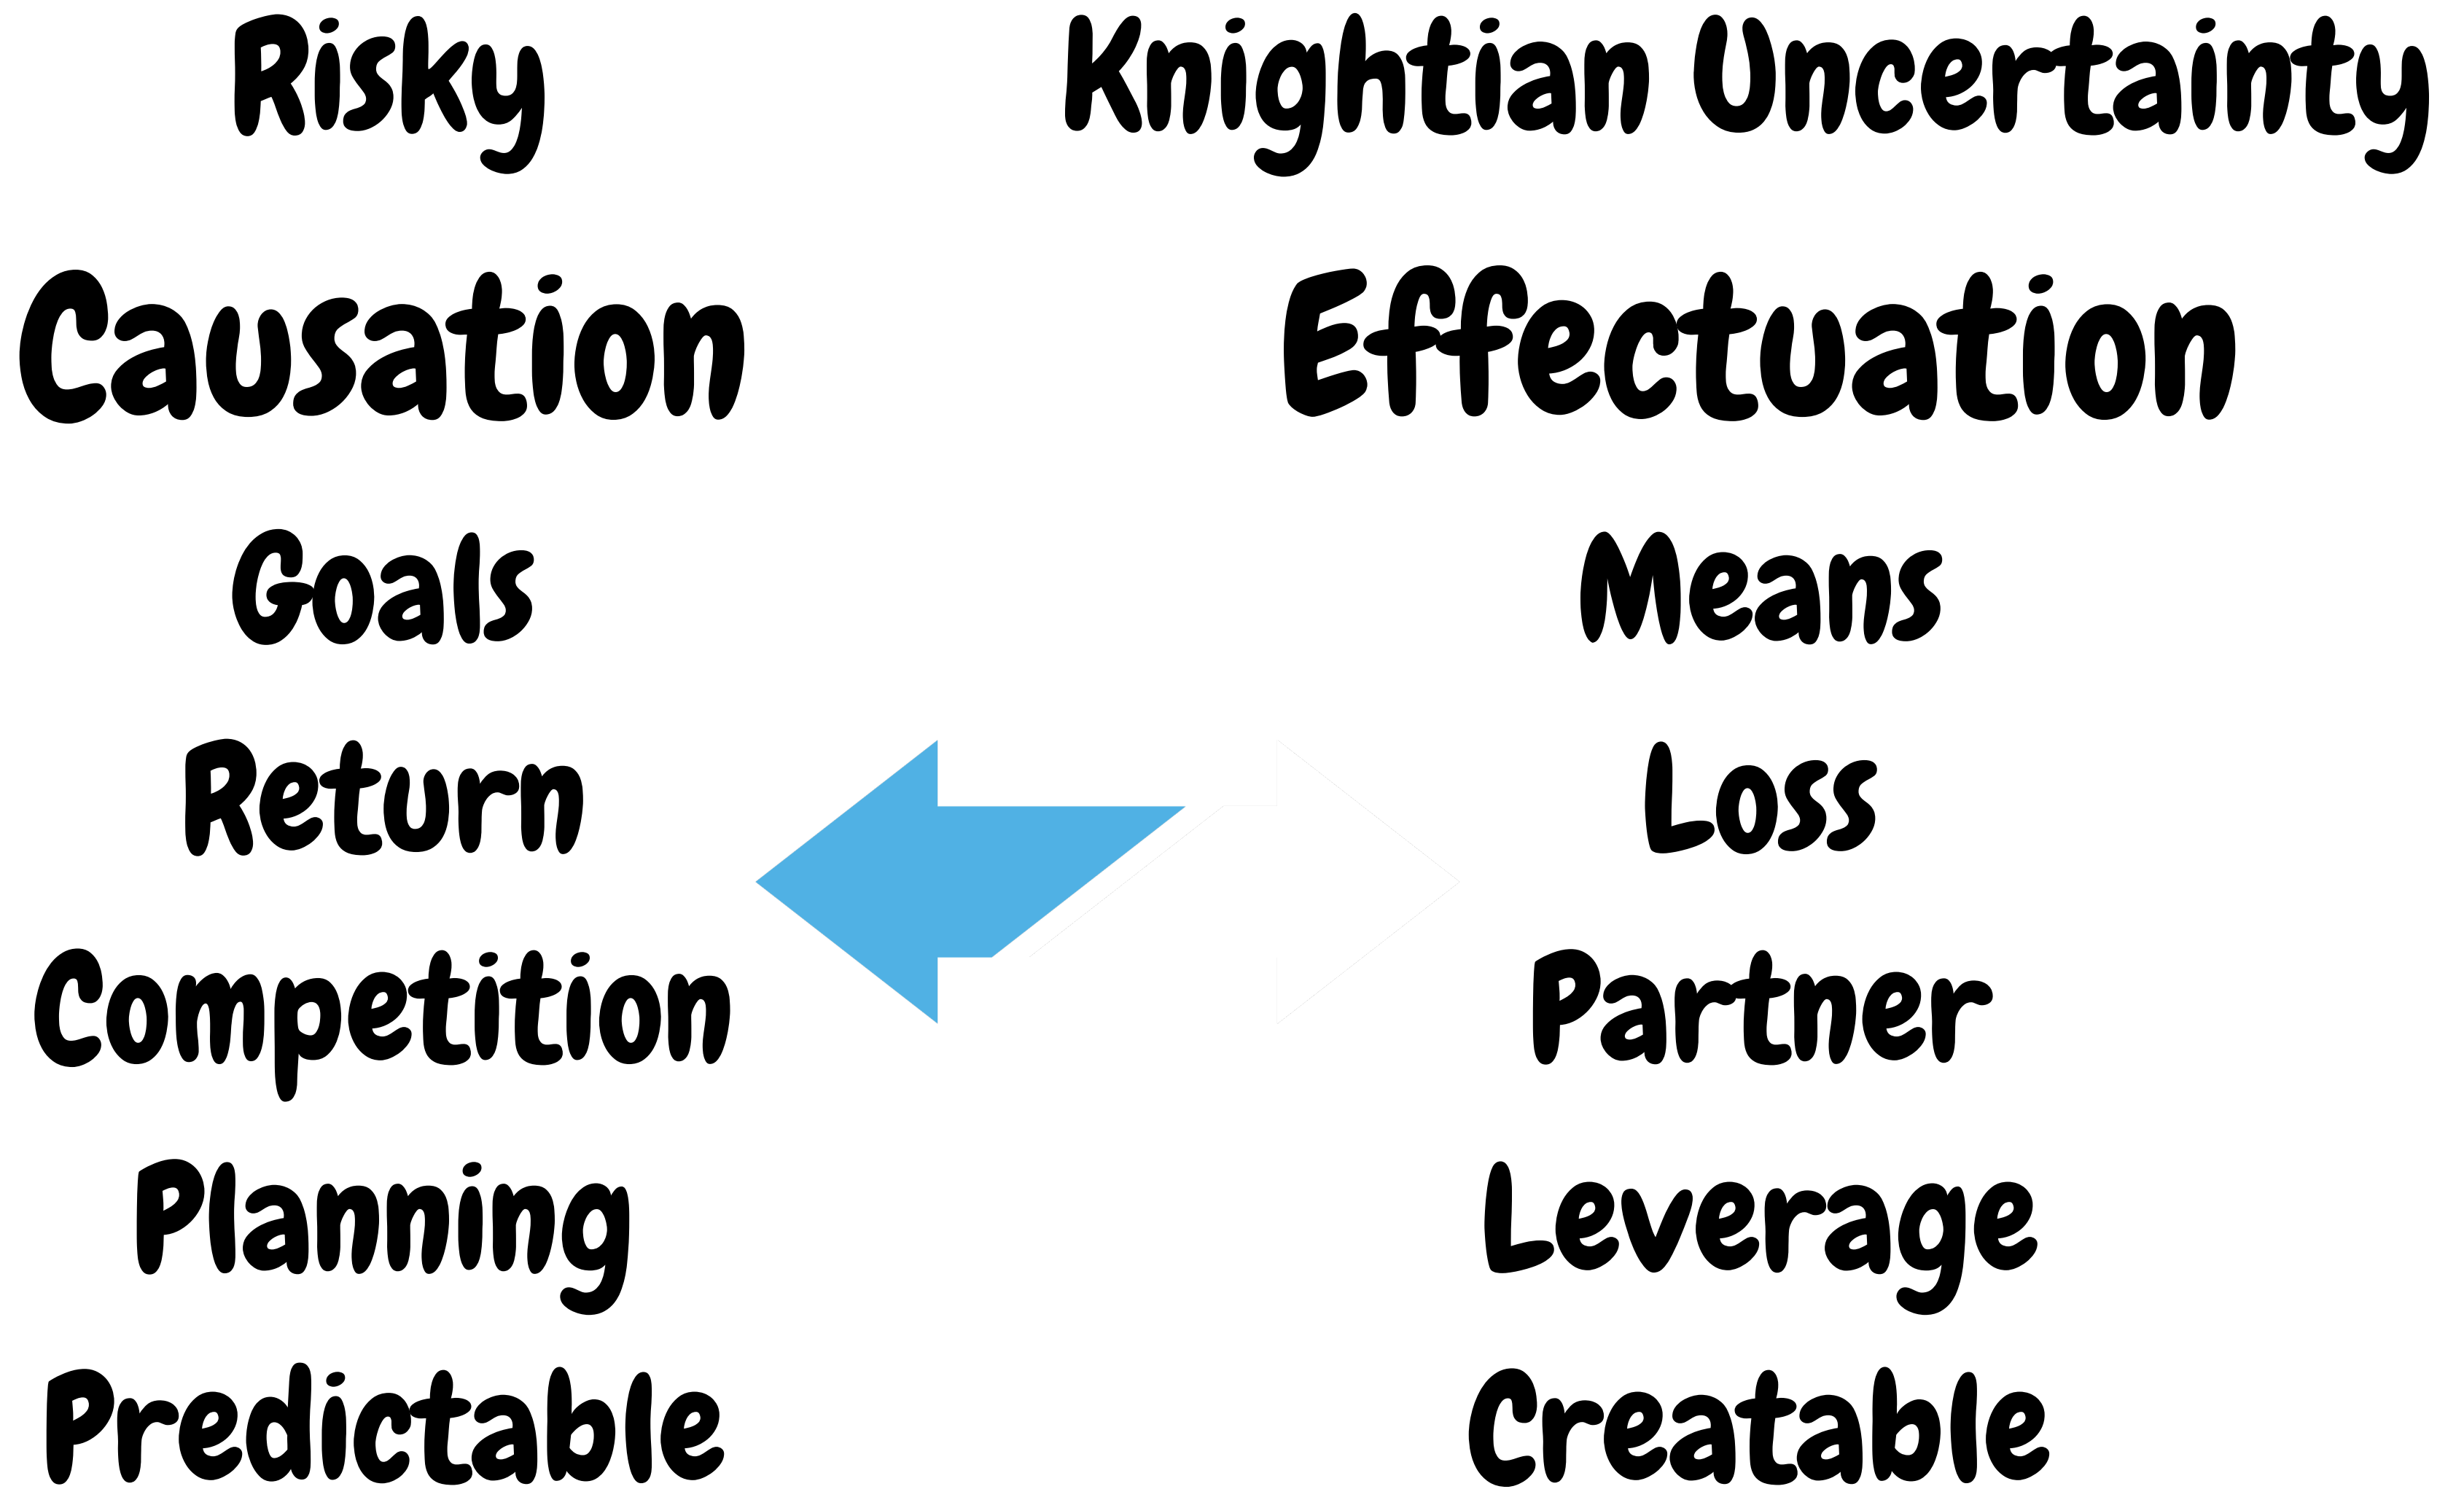 Risky Knightian Uncertainty
Causation Effectuation
Goals Means
Return Loss
Competition Partner
Planning Leverage
Predictable Creatable